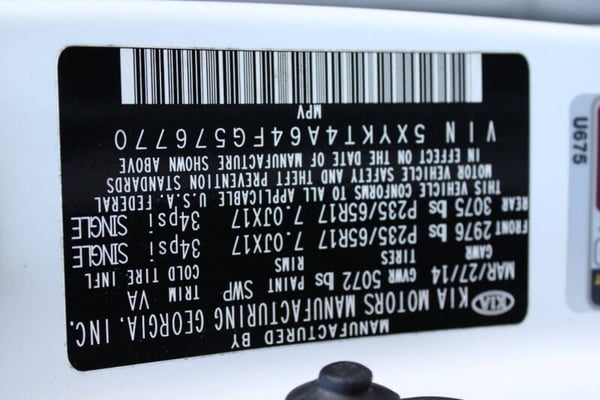 MANUFACTURED BY
KIA KIA MOTORS MANUFACTURING GEORGIA, INC.
MAR/27/14 GVWR 5072 lbs PAINT SWP TRIM VA
GAWR TIRES RIMS COLD TIRE INFL
FRONT 2976 lbs P235/65R17 7.0JX17 34psi SINGLE
REAR 3075 lbs P235/65R17 7.0JX17 34psi SINGLE
THIS VEHICLE CONFORMS TO ALL APPLICABLE U.S.A. FEDERAL
MOTOR VEHICLE SAFETY AND THEFT PREVENTION STANDARDS
IN EFFECT ON THE DATE OF MANUFACTURE SHOWN ABOVE
VIN 5XYKT4A64FG576770
MPV
U675